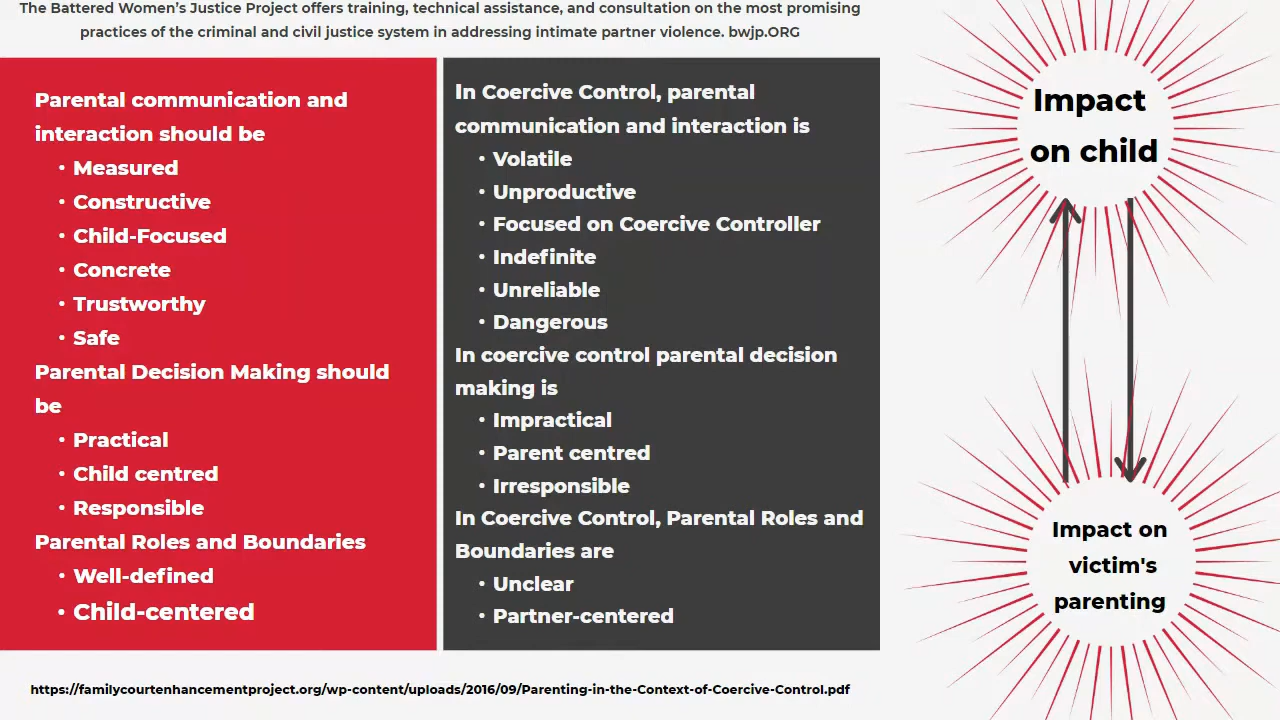 The Battered Women's Justice Project offers training, technical assistance, and consultation on the most promising
practices of the criminal and civil justice system in addressing intimate partner violence. bwjp.ORG
Parental communication and
interaction should be
• Measured
• Constructive
• Child-Focused
• Concrete
• Trustworthy
• Safe
Parental Decision Making should
be
• Practical
• Child centred
• Responsible
Parental Roles and Boundaries
• Well-defined
• Child-centered
In Coercive Control, parental
communication and interaction is
• Volatile
• Unproductive
• Focused on Coercive Controller
• Indefinite
• Unreliable
• Dangerous
In coercive control parental decision
making is
• Impractical
• Parent centred
• Irresponsible
In Coercive Control, Parental Roles and
Boundaries are
• Unclear
• Partner-centered
Impact
on child
Impact on
victim's
parenting
https://familycourtenhancementproject.org/wp-content/uploads/2016/09/Parenting-in-the-Context-of-Coercive-Control.pdf